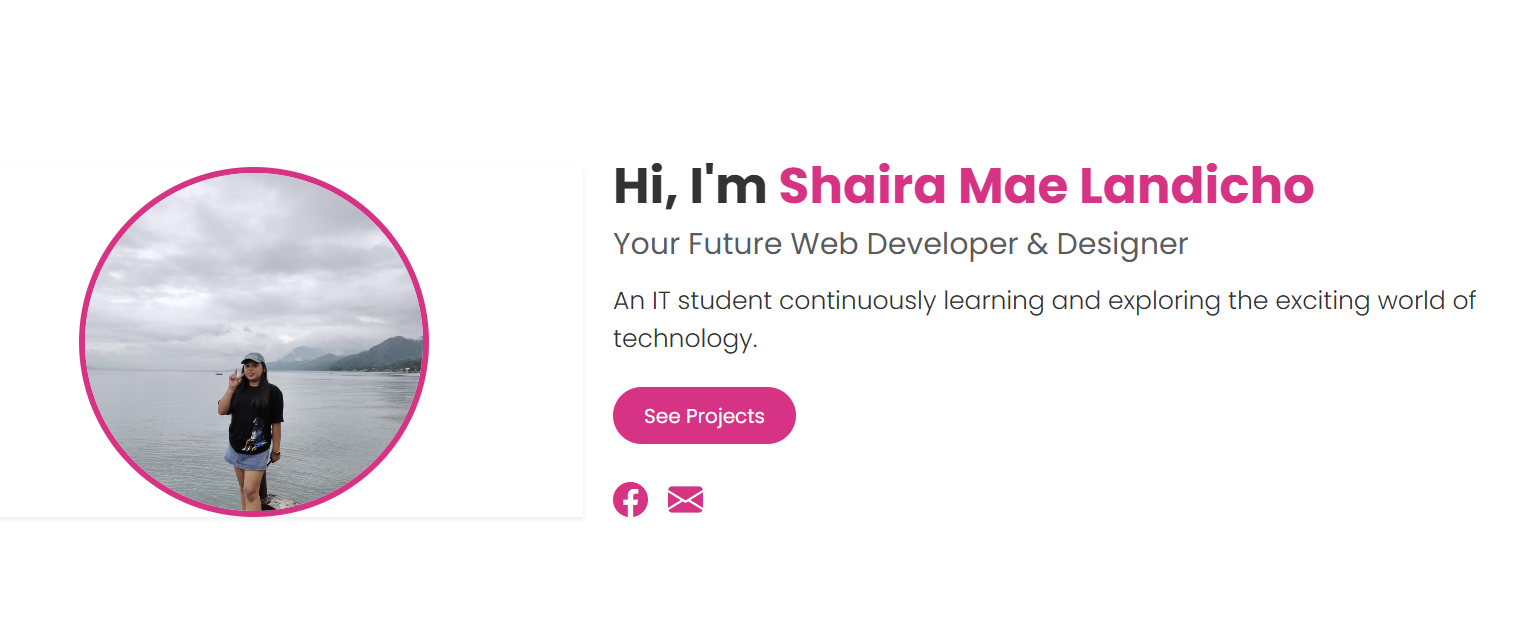 Hi, I'm Shaira Mae Landicho
Your Future Web Developer & Designer
An IT student continuously learning and exploring the exciting world of
technology.
See Projects